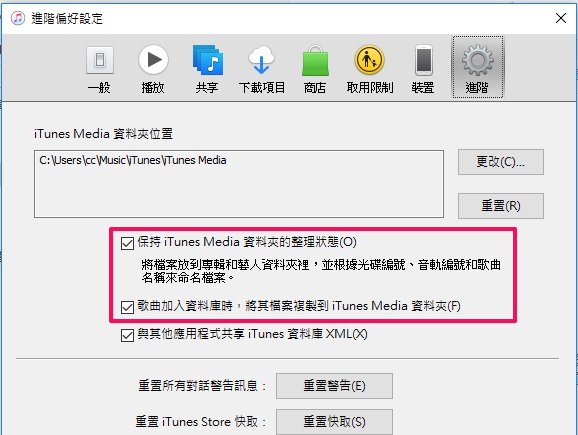 進階偏好設定
一般 播放 共享 下載項目 商店 取用限制 裝置 進階
iTunes Media 資料夾位置
C:\Users\cc\Music\iTunes\iTunes Media
更改(C)...
重置(R)
保持 iTunes Media 資料夾的整理狀態(O)
將檔案放到專輯和藝人資料夾裡，並根據光碟編號、音軌編號和歌曲
名稱來命名檔案。
歌曲加入資料庫時，將其檔案複製到 iTunes Media 資料夾(F)
與其他應用程式共享 iTunes 資料庫 XML(X)
重置所有對話警告訊息： 重置警告(E)
重置 iTunes Store 快取： 重置快取(S)